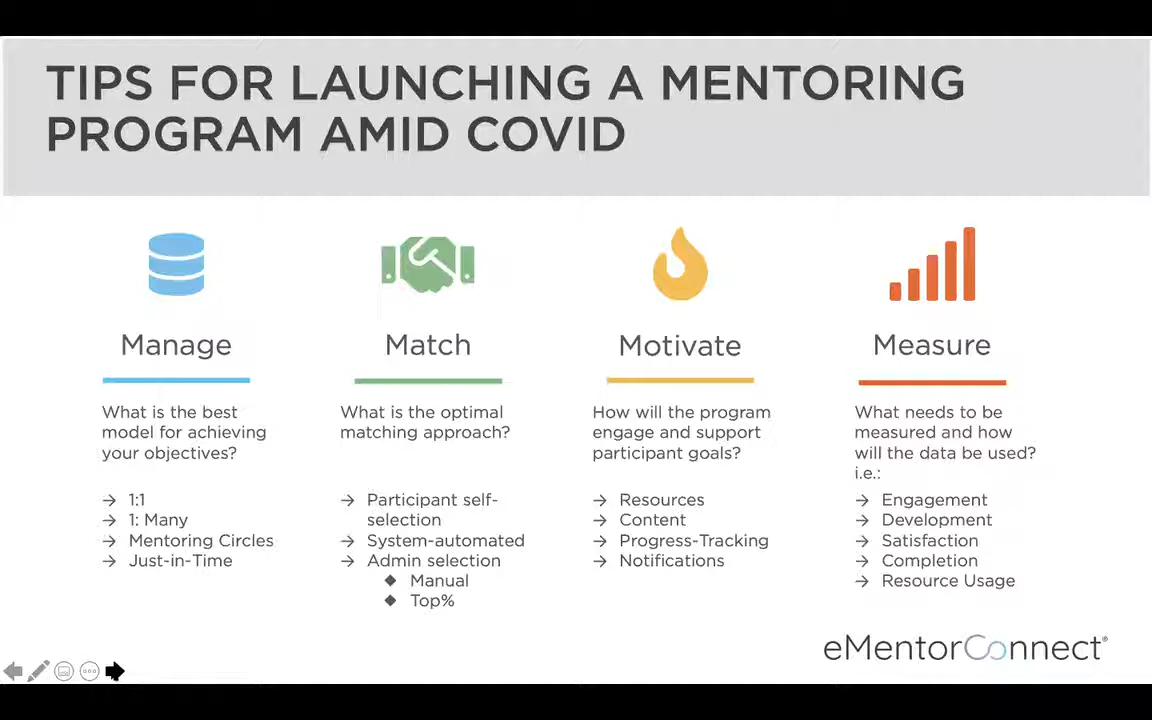 TIPS FOR LAUNCHING A MENTORING
PROGRAM AMID COVID
Manage
What is the best
model for achieving
your objectives?
→ 1:1
→ 1: Many
→ Mentoring Circles
→ Just-in-Time
Match
What is the optimal
matching approach?
→ Participant self-
selection
→ System-automated
→ Admin selection
◆ Manual
◆ Top%
Motivate
How will the program
engage and support
participant goals?
→ Resources
→ Content
→ Progress-Tracking
→ Notifications
Measure
What needs to be
measured and how
will the data be used?
i.e.:
→ Engagement
→ Development
→ Satisfaction
→ Completion
→ Resource Usage
eMentorConnect®